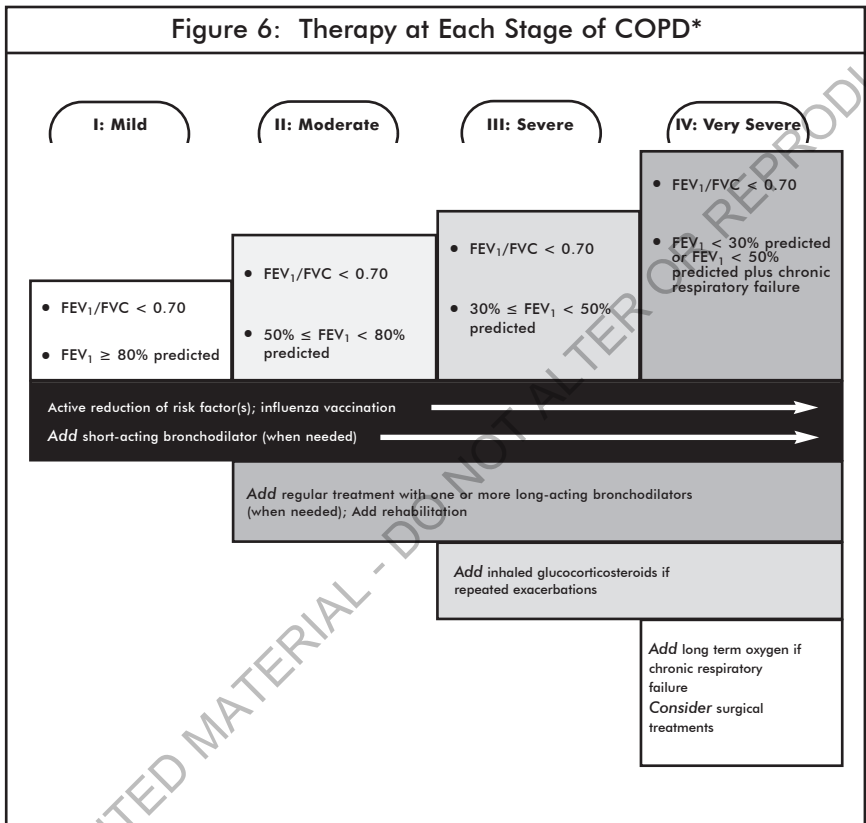 Figure 6: Therapy at Each Stage of COPD*
I: Mild
II: Moderate
III: Severe
IV: Very Severe
• FEV₁/FVC < 0.70
• FEV₁ ≥ 80% predicted
• FEV₁/FVC < 0.70
• 50% ≤ FEV₁ < 80%
predicted
• FEV₁/FVC < 0.70
• 30% ≤ FEV₁ < 50%
predicted
• FEV₁/FVC < 0.70
• FEV₁ < 30% predicted
or FEV₁ < 50%
predicted plus chronic
respiratory failure
Active reduction of risk factor(s); influenza vaccination
Add short-acting bronchodilator (when needed)
Add regular treatment with one or more long-acting bronchodilators
(when needed); Add rehabilitation
Add inhaled glucocorticosteroids if
repeated exacerbations
Add long term oxygen if
chronic respiratory
failure
Consider surgical
treatments
MATERIAL - DO NOT ALTER OR